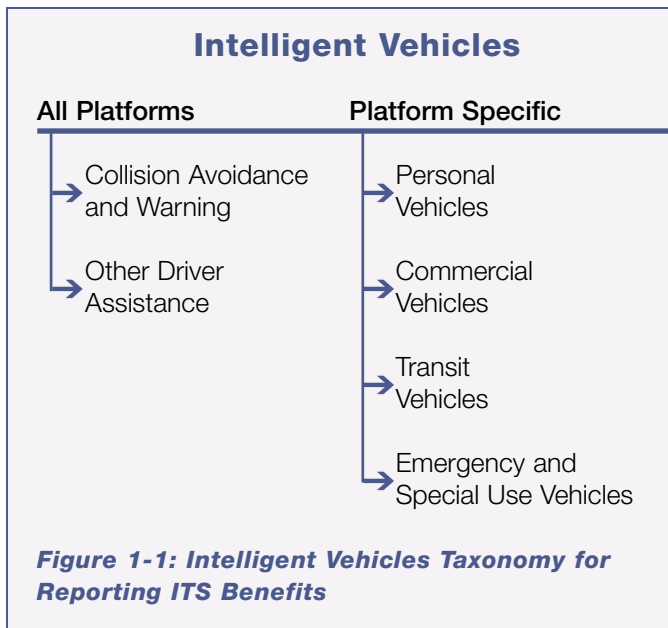 Intelligent Vehicles
All Platforms
Collision Avoidance
and Warning
Other Driver
Assistance
Platform Specific
Personal
Vehicles
Commercial
Vehicles
Transit
Vehicles
Emergency and
Special Use Vehicles
Figure 1-1: Intelligent Vehicles Taxonomy for
Reporting ITS Benefits